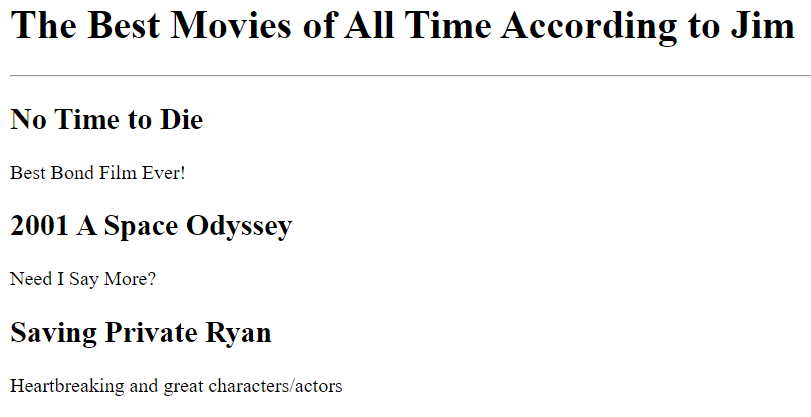 The Best Movies of All Time According to Jim
No Time to Die
Best Bond Film Ever!
2001 A Space Odyssey
Need I Say More?
Saving Private Ryan
Heartbreaking and great characters/actors